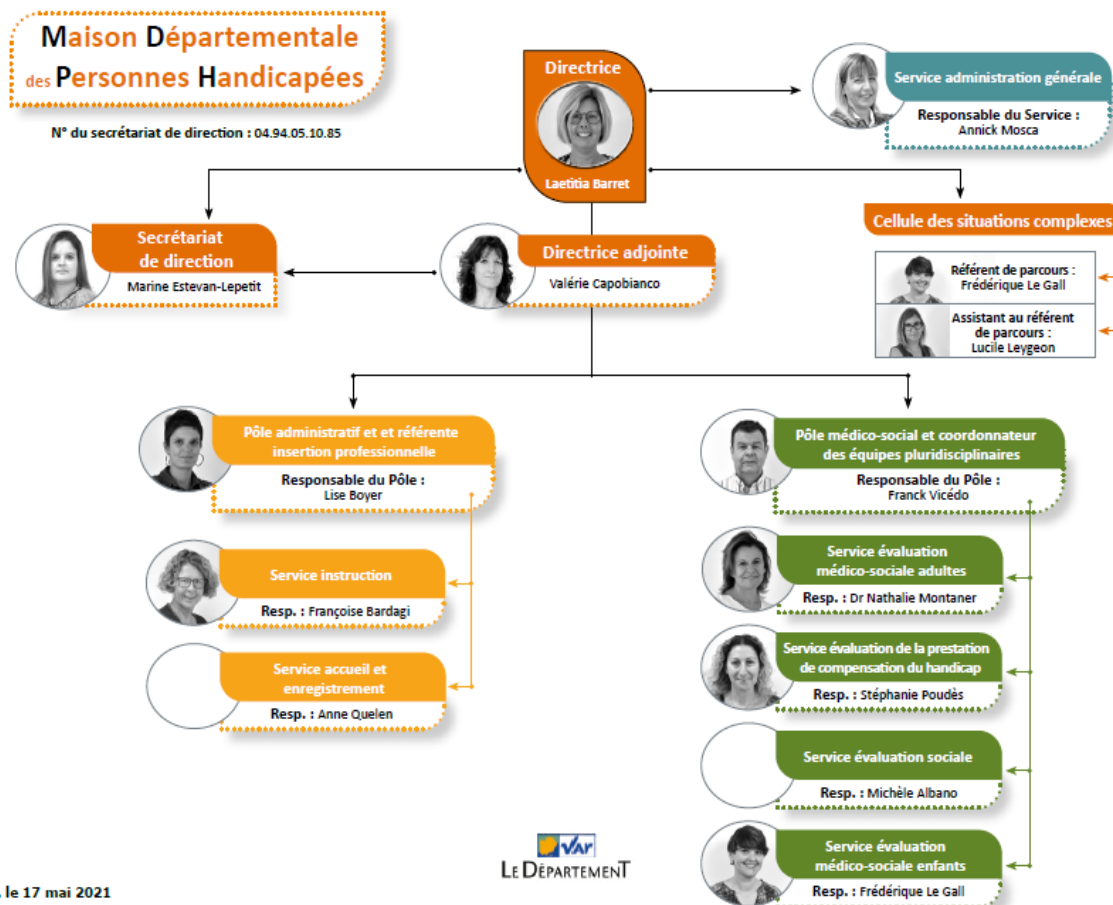 Maison Départementale
des Personnes Handicapées
N° du secrétariat de direction : 04.94.05.10.85
Directrice
Laetitia Barret
Service administration générale
Responsable du Service :
Annick Mosca
Secrétariat
de direction
Marine Estevan-Lepetit
Directrice adjointe
Valérie Capobianco
Cellule des situations complexes
Référent de parcours :
Frédérique Le Gall
Assistant au référent
de parcours :
Lucile Leygeon
Pôle administratif et et référente
insertion professionnelle
Responsable du Pôle :
Lise Boyer
Service instruction
Resp. : Françoise Bardagi
Service accueil et
enregistrement
Resp. : Anne Quelen
Pôle médico-social et coordonnateur
des équipes pluridisciplinaires
Responsable du Pôle :
Franck Vicédo
Service évaluation
médico-sociale adultes
Resp. : Dr Nathalie Montaner
Service évaluation de la prestation
de compensation du handicap
Resp. : Stéphanie Poudès
Service évaluation sociale
Resp. : Michèle Albano
Service évaluation
médico-sociale enfants
Resp. : Frédérique Le Gall
VAR
LE DÉPARTEMENT
, le 17 mai 2021